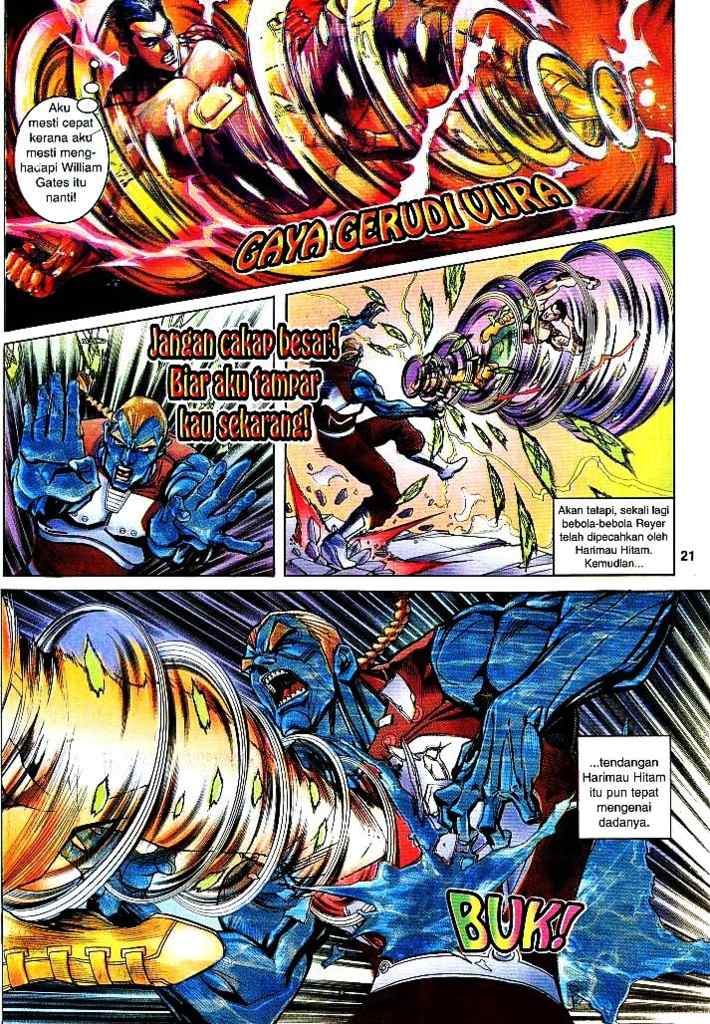 Aku
mesti cepat
kerana aku
mesti meng-
hadapi William
Gates itu
nanti!
GAYA GERUDI VIJRA
Jangan cakap besar!
Biar aku tampar
kau sekarang!
Akan tetapi, sekali lagi
bebola-bebola Reyer
telah dipecahkan oleh
Harimau Hitam.
Kemudian...
21
...tendangan
Harimau Hitam
itu pun tepat
mengenai
dadanya.
BUK!